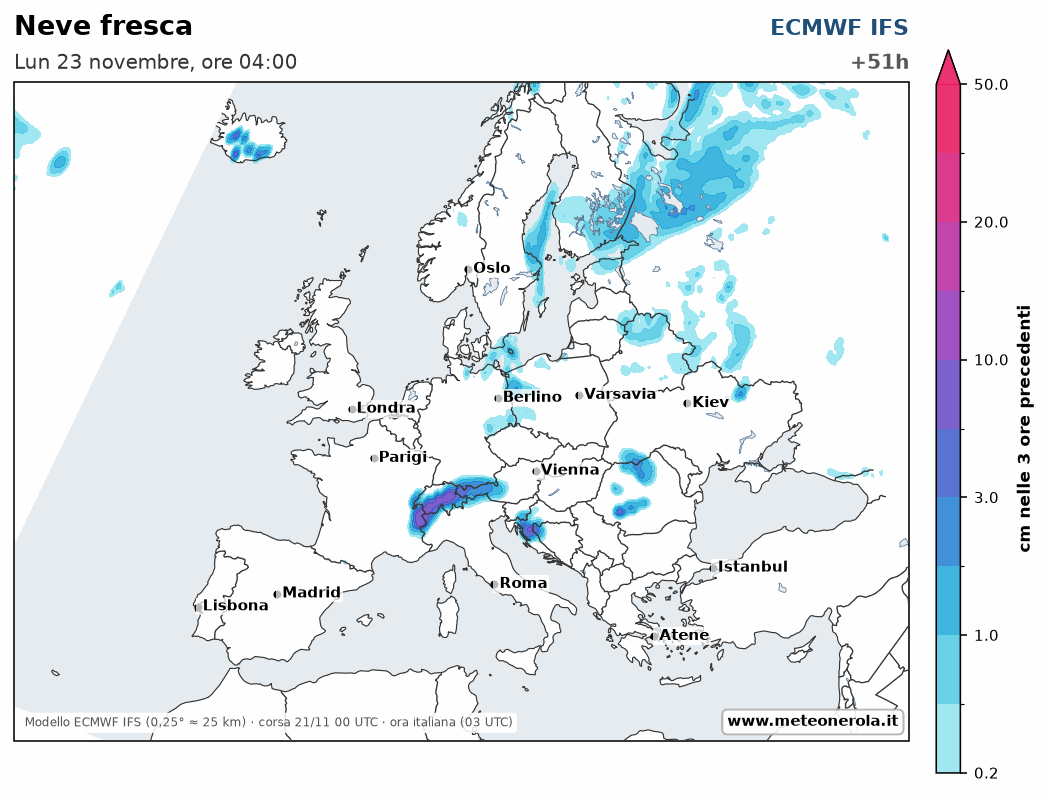 Neve fresca
ECMWF IFS
Lun 23 novembre, ore 04:00
+51h
50.0
20.0
10.0
3.0
1.0
0.2
cm nelle 3 ore precedenti
Oslo
Berlino
Varsavia
Kiev
Londra
Parigi
Vienna
Istanbul
Roma
Madrid
Lisbona
Atene
Modello ECMWF IFS (0,25° ≈ 25 km) · corsa 21/11 00 UTC · ora italiana (03 UTC)
www.meteonerola.it